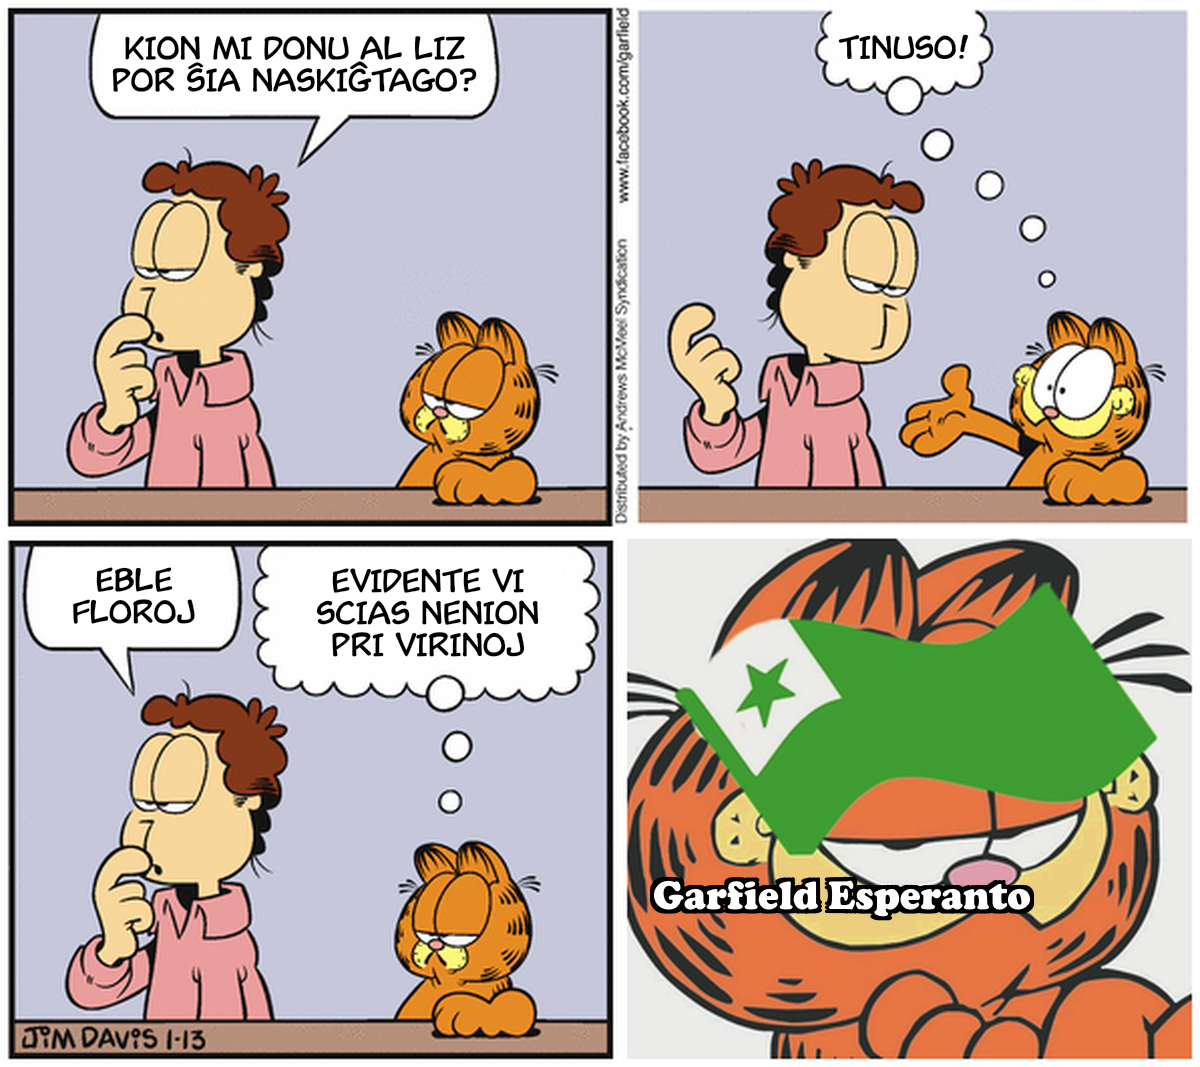 KION MI DONU AL LIZ
POR ŜIA NASKIĜTAGO?
www.facebook.com/garfield
Distributed by Andrews McMeel Syndication
TINUSO!
EBLE
FLOROJ
EVIDENTE VI
SCIAS NENION
PRI VIRINOJ
JIM DAVIS 1-13
Garfield Esperanto